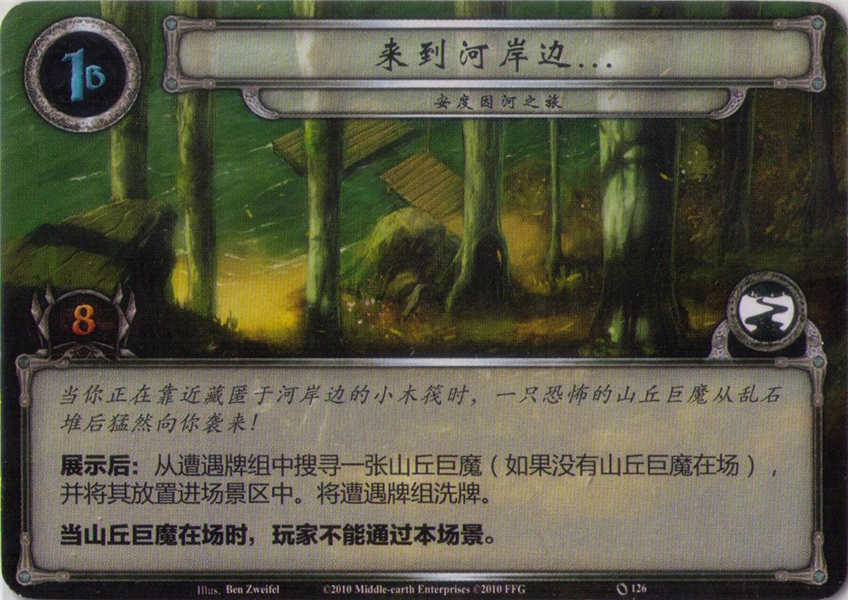 1B
来到河岸边...
安度因河之旅
8
当你正在靠近藏匿于河岸边的小木筏时，一只恐怖的山丘巨魔从乱石
堆后猛然向你袭来！
展示后：从遭遇牌组中搜寻一张山丘巨魔（如果没有山丘巨魔在场），
并将其放置进场景区中。将遭遇牌组洗牌。
当山丘巨魔在场时，玩家不能通过本场景。
Illus. Ben Zweifel ©2010 Middle-earth Enterprises ©2010 FFG 126